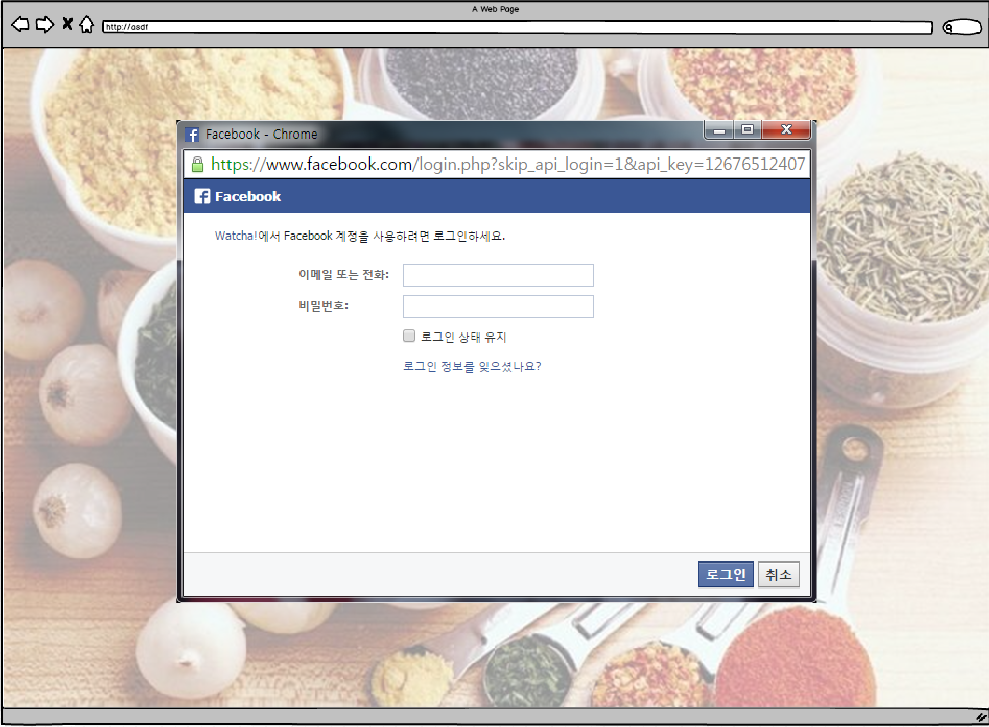 A Web Page
http://asdf
Facebook - Chrome
https://www.facebook.com/login.php?skip_api_login=1&api_key=12676512407
Facebook
Watcha!에서 Facebook 계정을 사용하려면 로그인하세요.
이메일 또는 전화:
비밀번호:
로그인 상태 유지
로그인 정보를 잊으셨나요?
로그인 취소